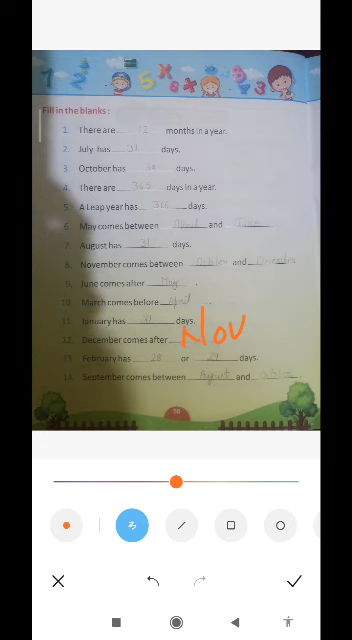 Fill in the blanks :
1. There are 12 months in a year.
2. July has 31 days.
3. October has days.
4. There are 365 days in a year.
5. A Leap year has 366 days.
6. May comes between April and June
7. August has 31 days.
8. November comes between October and December
9. June comes after May.
10. March comes before April.
11. January has 31 days.
12. December comes after Nov
13. February has 28 or 29 days.
14. September comes between August and October.